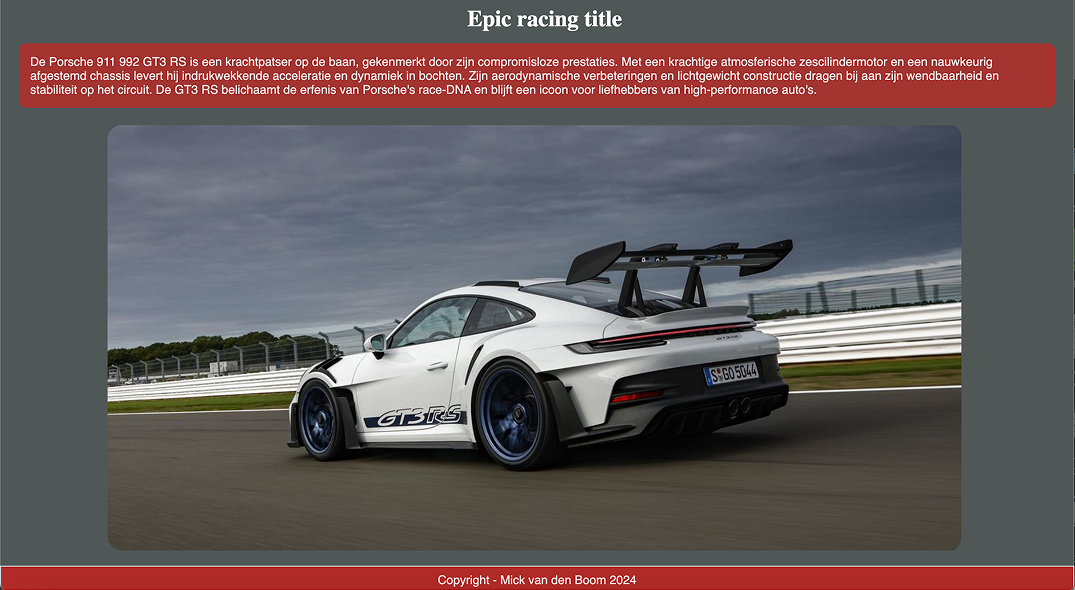 Epic racing title
De Porsche 911 992 GT3 RS is een krachtpatser op de baan, gekenmerkt door zijn compromisloze prestaties. Met een krachtige atmosferische zescilindermotor en een nauwkeurig
afgestemd chassis levert hij indrukwekkende acceleratie en dynamiek in bochten. Zijn aerodynamische verbeteringen en lichtgewicht constructie dragen bij aan zijn wendbaarheid en
stabiliteit op het circuit. De GT3 RS belichaamt de erfenis van Porsche's race-DNA en blijft een icoon voor liefhebbers van high-performance auto's.
GT3 RS
S GO 5044
GT3RS
Copyright - Mick van den Boom 2024